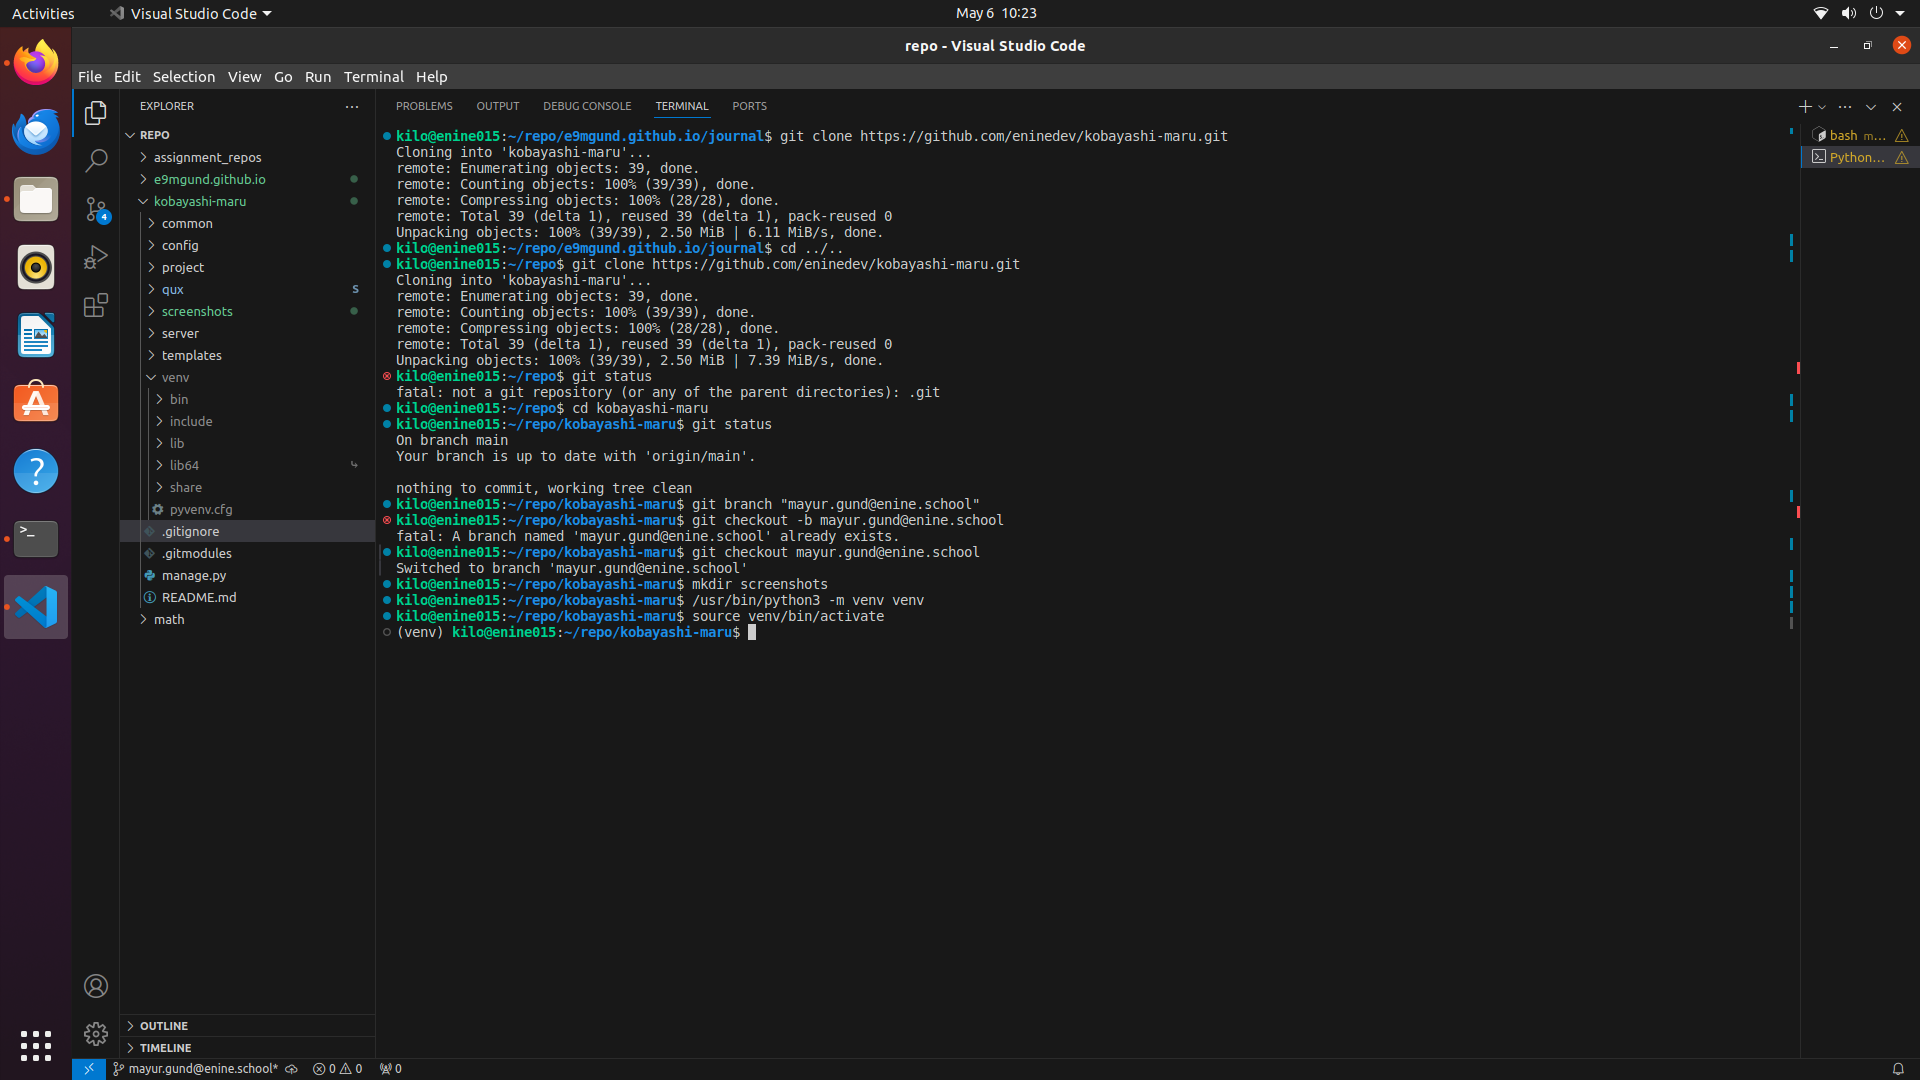 Activities
Visual Studio Code
May 6 10:23
repo - Visual Studio Code
File Edit Selection View Go Run Terminal Help
EXPLORER
REPO
assignment_repos
e9mgund.github.io
kobayashi-maru
common
config
project
qux S
screenshots
server
templates
venv
bin
include
lib
lib64
share
pyvenv.cfg
.gitignore
.gitmodules
manage.py
README.md
math
OUTLINE
TIMELINE
4
PROBLEMS OUTPUT DEBUG CONSOLE TERMINAL PORTS
kilo@enine015:~/repo/e9mgund.github.io/journal$ git clone https://github.com/eninedev/kobayashi-maru.git
Cloning into 'kobayashi-maru'...
remote: Enumerating objects: 39, done.
remote: Counting objects: 100% (39/39), done.
remote: Compressing objects: 100% (28/28), done.
remote: Total 39 (delta 1), reused 39 (delta 1), pack-reused 0
Unpacking objects: 100% (39/39), 2.50 MiB | 6.11 MiB/s, done.
kilo@enine015:~/repo/e9mgund.github.io/journal$ cd ../..
kilo@enine015:~/repo$ git clone https://github.com/eninedev/kobayashi-maru.git
Cloning into 'kobayashi-maru'...
remote: Enumerating objects: 39, done.
remote: Counting objects: 100% (39/39), done.
remote: Compressing objects: 100% (28/28), done.
remote: Total 39 (delta 1), reused 39 (delta 1), pack-reused 0
Unpacking objects: 100% (39/39), 2.50 MiB | 7.39 MiB/s, done.
kilo@enine015:~/repo$ git status
fatal: not a git repository (or any of the parent directories): .git
kilo@enine015:~/repo$ cd kobayashi-maru
kilo@enine015:~/repo/kobayashi-maru$ git status
On branch main
Your branch is up to date with 'origin/main'.
nothing to commit, working tree clean
kilo@enine015:~/repo/kobayashi-maru$ git branch "mayur.gund@enine.school"
kilo@enine015:~/repo/kobayashi-maru$ git checkout -b mayur.gund@enine.school
fatal: A branch named 'mayur.gund@enine.school' already exists.
kilo@enine015:~/repo/kobayashi-maru$ git checkout mayur.gund@enine.school
Switched to branch 'mayur.gund@enine.school'
kilo@enine015:~/repo/kobayashi-maru$ mkdir screenshots
kilo@enine015:~/repo/kobayashi-maru$ /usr/bin/python3 -m venv venv
kilo@enine015:~/repo/kobayashi-maru$ source venv/bin/activate
(venv) kilo@enine015:~/repo/kobayashi-maru$
bash m...
Python...
mayur.gund@enine.school* 0 0 0